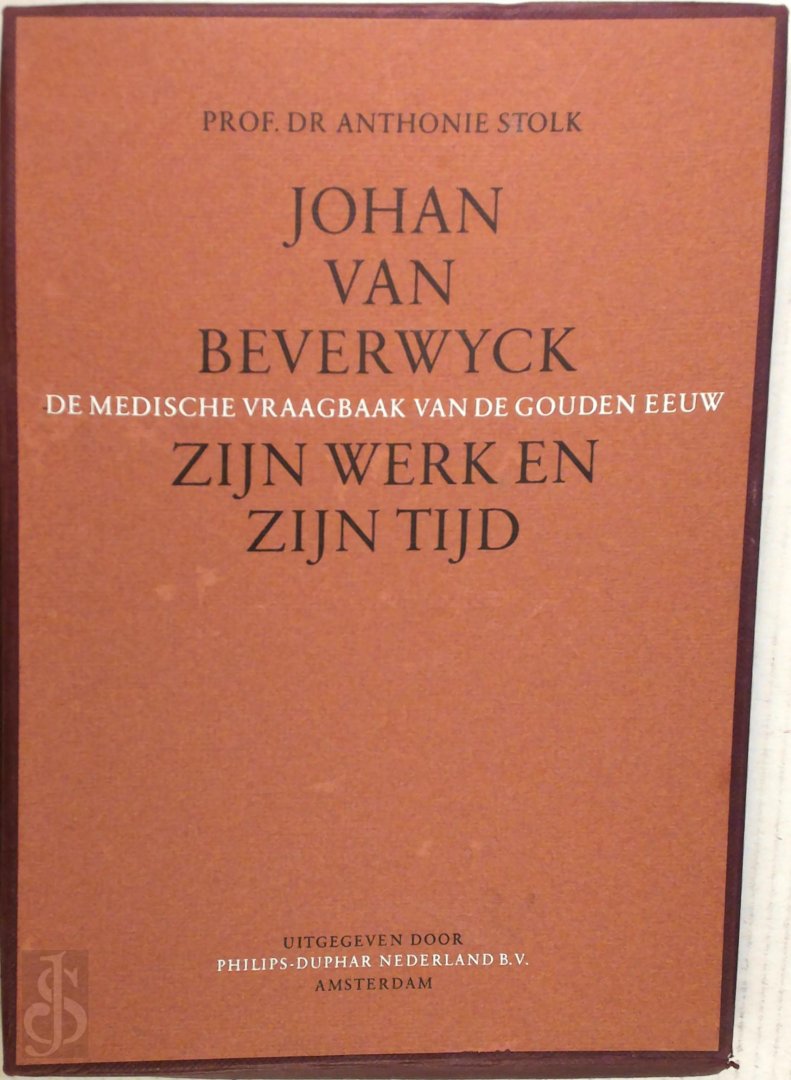 PROF. DR ANTHONIE STOLK
JOHAN
VAN
BEVERWYCK
DE MEDISCHE VRAAGBAAK VAN DE GOUDEN EEUW
ZIJN WERK EN
ZIJN TIJD
UITGEGEVEN DOOR
PHILIPS-DUPHAR NEDERLAND B.V.
AMSTERDAM